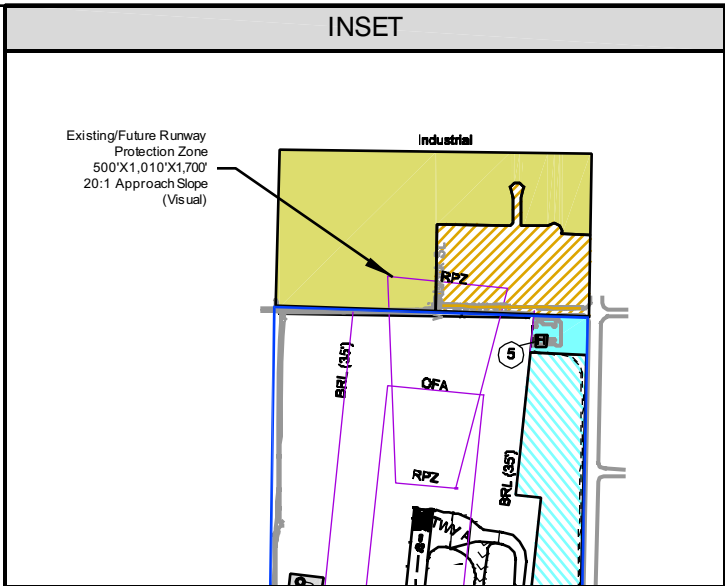 INSET
Existing/Future Runway
Protection Zone
500'X1,010'X1,700'
20:1 Approach Slope
(Visual)
Industrial
RPZ
BRL (35')
OFA
5
RPZ
BRL (35')
TWY A